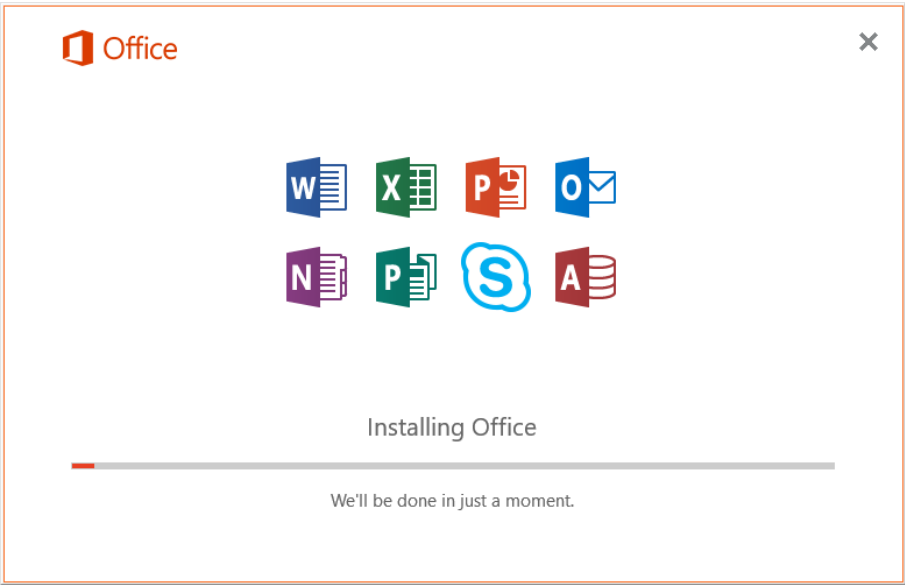 Office
W X P O
N P S A
Installing Office
We'll be done in just a moment.